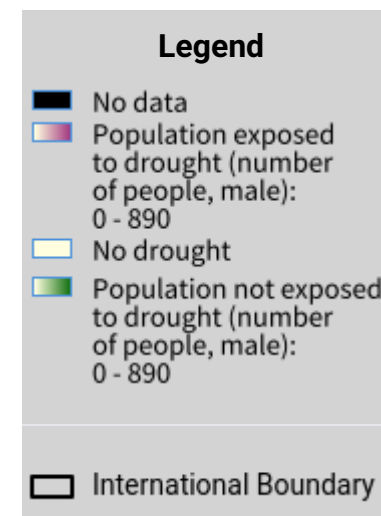 Legend
No data
Population exposed
to drought (number
of people, male):
0 - 890
No drought
Population not exposed
to drought (number
of people, male):
0 - 890
International Boundary